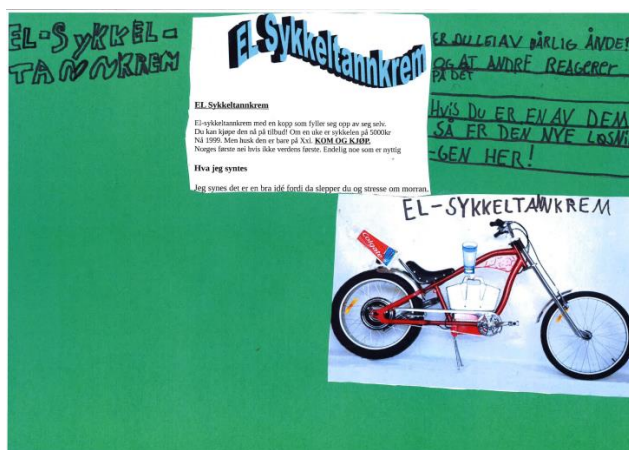 EL-SYKKEL-
TANNKREM
EL Sykkeltannkrem
EL Sykkeltannkrem
El-sykkeltannkrem med en kopp som fyller seg opp av seg selv.
Du kan kjøpe den nå på tilbud! Om en uke er sykkelen på 5000kr
Nå 1999. Men husk den er bare på Xxl. KOM OG KJØP.
Norges første nei hvis ikke verdens første. Endelig noe som er nyttig
Hva jeg syntes
Jeg synes det er en bra idé fordi da slepper du og stresse om morran.
ER DU LEI AV DÅRLIG ÅNDE?
OG AT ANDRE REAGERER
PÅ DET
HVIS DU ER EN AV DEM
SÅ ER DEN NYE LØSNI
-GEN HER!
EL-SYKKELTANNKREM
Colgate